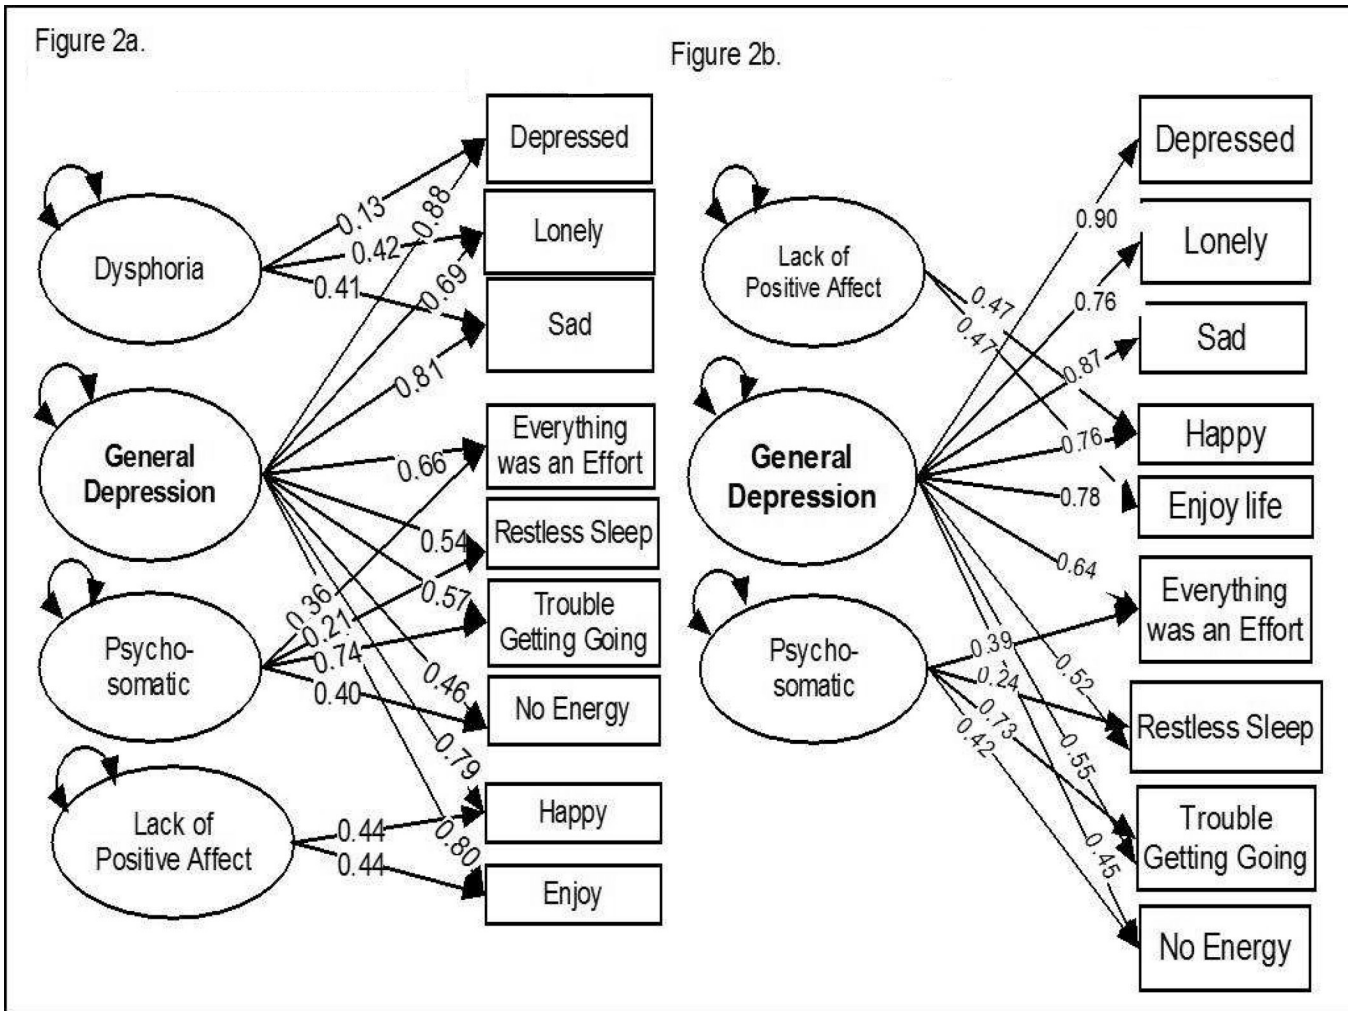 Figure 2a.
Dysphoria
General
Depression
Psycho-
somatic
Lack of
Positive Affect
0.13
0.42
0.41
0.88
0.69
0.81
0.66
0.54
0.57
0.46
0.79
0.80
0.36
0.21
0.74
0.40
0.44
0.44
Depressed
Lonely
Sad
Everything
was an Effort
Restless Sleep
Trouble
Getting Going
No Energy
Happy
Enjoy
Figure 2b.
Lack of
Positive Affect
General
Depression
Psycho-
somatic
0.47
0.47
0.90
0.76
0.87
0.76
0.78
0.64
0.52
0.55
0.45
0.39
0.24
0.73
0.42
Depressed
Lonely
Sad
Happy
Enjoy life
Everything
was an Effort
Restless Sleep
Trouble
Getting Going
No Energy